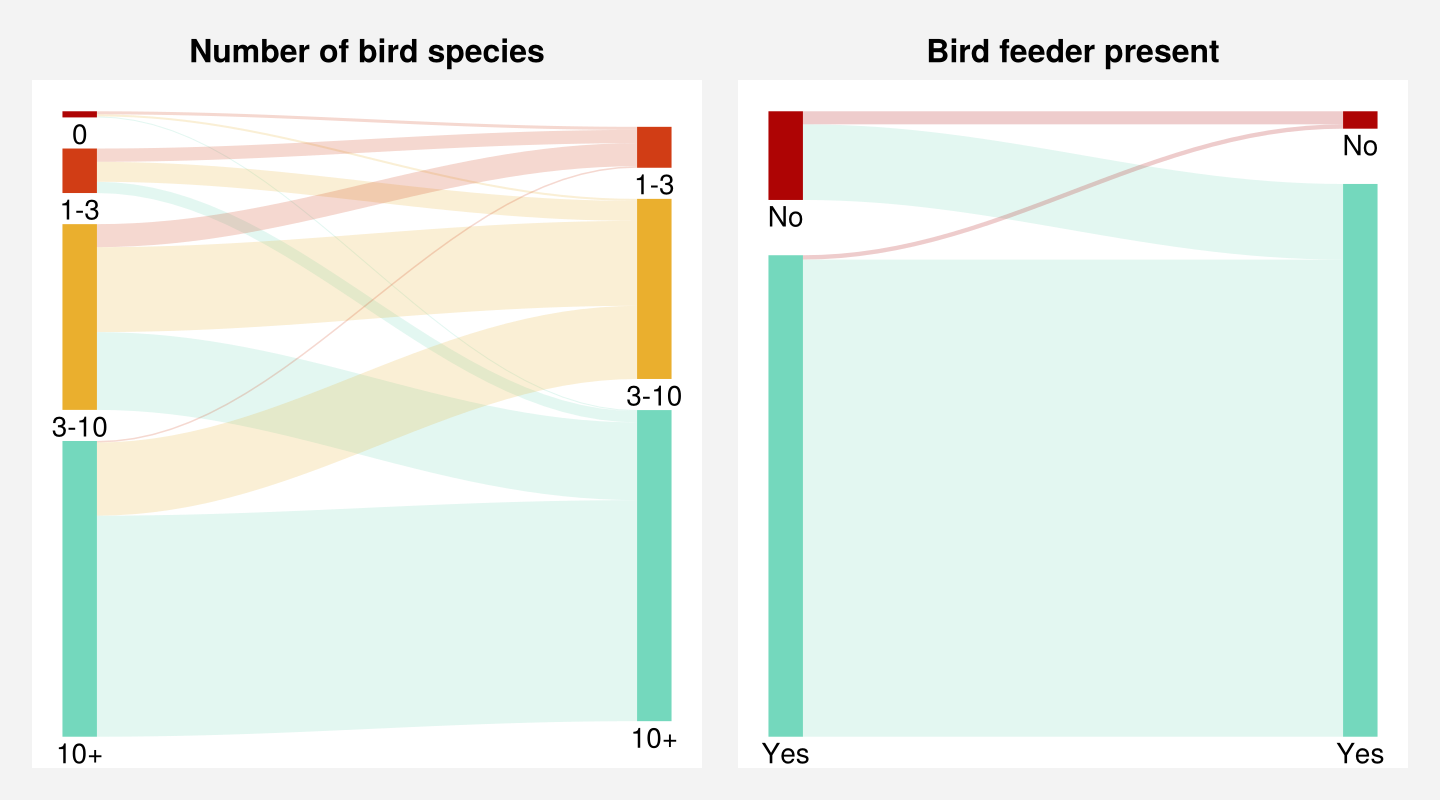 Number of bird species
0
1-3
3-10
10+
1-3
3-10
10+
Bird feeder present
No
Yes
No
Yes